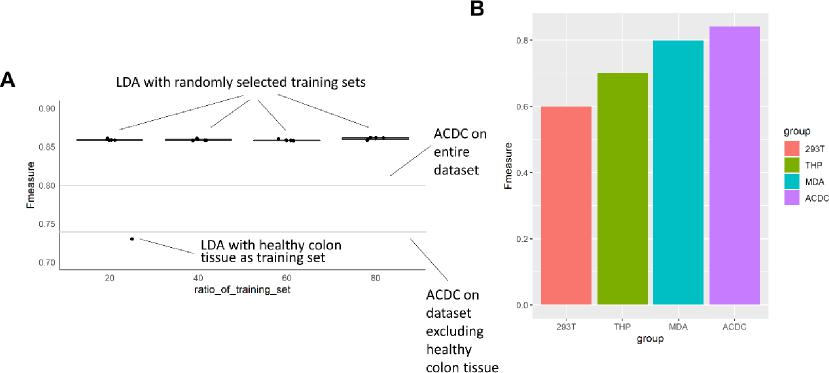 A
LDA with randomly selected training sets
0.90
0.85
0.80
0.75
0.70
Fmeasure
ACDC on
entire
dataset
LDA with healthy colon
tissue as training set
20
40
60
80
ratio_of_training_set
ACDC on
dataset
excluding
healthy
colon tissue
B
0.8
0.6
0.4
0.2
0.0
Fmeasure
293T
THP
MDA
ACDC
group
group
293T
THP
MDA
ACDC